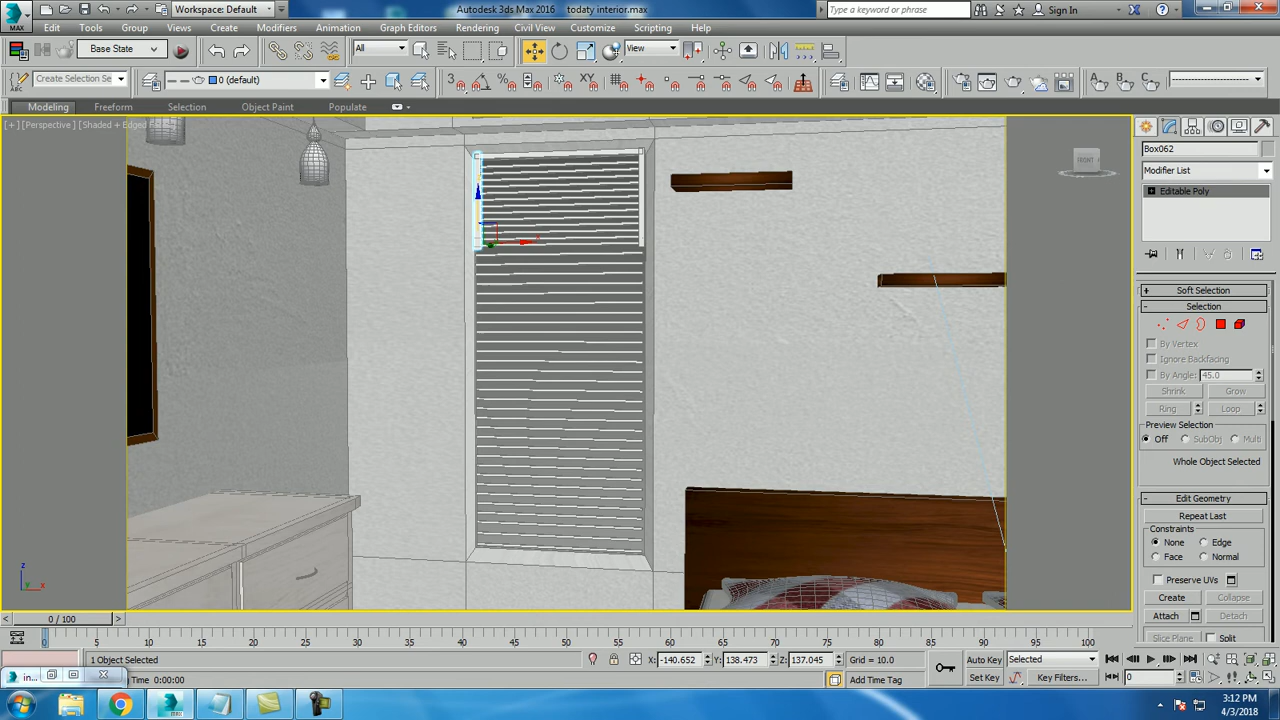 Workspace: Default
Autodesk 3ds Max 2016
todaty interior.max
Type a keyword or phrase
Sign In
MAX
Edit
Tools
Group
Views
Create
Modifiers
Animation
Graph Editors
Rendering
Civil View
Customize
Scripting
Help
Base State
All
View
Create Selection Se
0 (default)
Modeling
Freeform
Selection
Object Paint
Populate
[+] [Perspective] [Shaded + Edged
FRONT
Box062
Modifier List
Editable Poly
Soft Selection
Selection
By Vertex
Ignore Backfacing
By Angle: 45.0
Shrink
Grow
Ring
Loop
Preview Selection
Off
SubObj
Multi
Whole Object Selected
Edit Geometry
Repeat Last
Constraints
None
Edge
Face
Normal
Preserve UVs
Create
Collapse
Attach
Detach
Slice Plane
Split
z
x
0 / 100
0
5
10
15
20
25
30
35
40
45
50
55
60
65
70
75
80
85
90
95
100
1 Object Selected
X: -140.652
Y: 138.473
Z: 137.045
Grid = 10.0
Auto Key
Selected
in...
Time 0:00:00
Add Time Tag
Set Key
Key Filters...
0
3:12 PM
4/3/2018